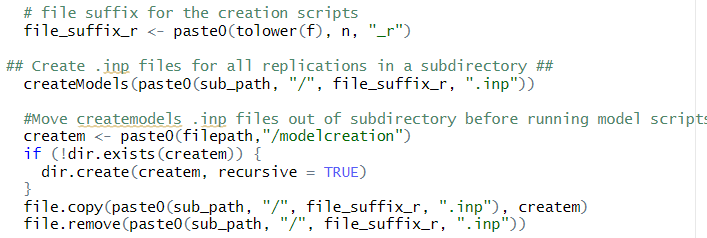 # file suffix for the creation scripts
file_suffix_r <- paste0(tolower(f), n, "_r")
## Create .inp files for all replications in a subdirectory ##
createModels(paste0(sub_path, "/", file_suffix_r, ".inp"))
#Move createmodels .inp files out of subdirectory before running model scripts
createm <- paste0(filepath,"/modelcreation")
if (!dir.exists(createm)) {
dir.create(createm, recursive = TRUE)
}
file.copy(paste0(sub_path, "/", file_suffix_r, ".inp"), createm)
file.remove(paste0(sub_path, "/", file_suffix_r, ".inp"))